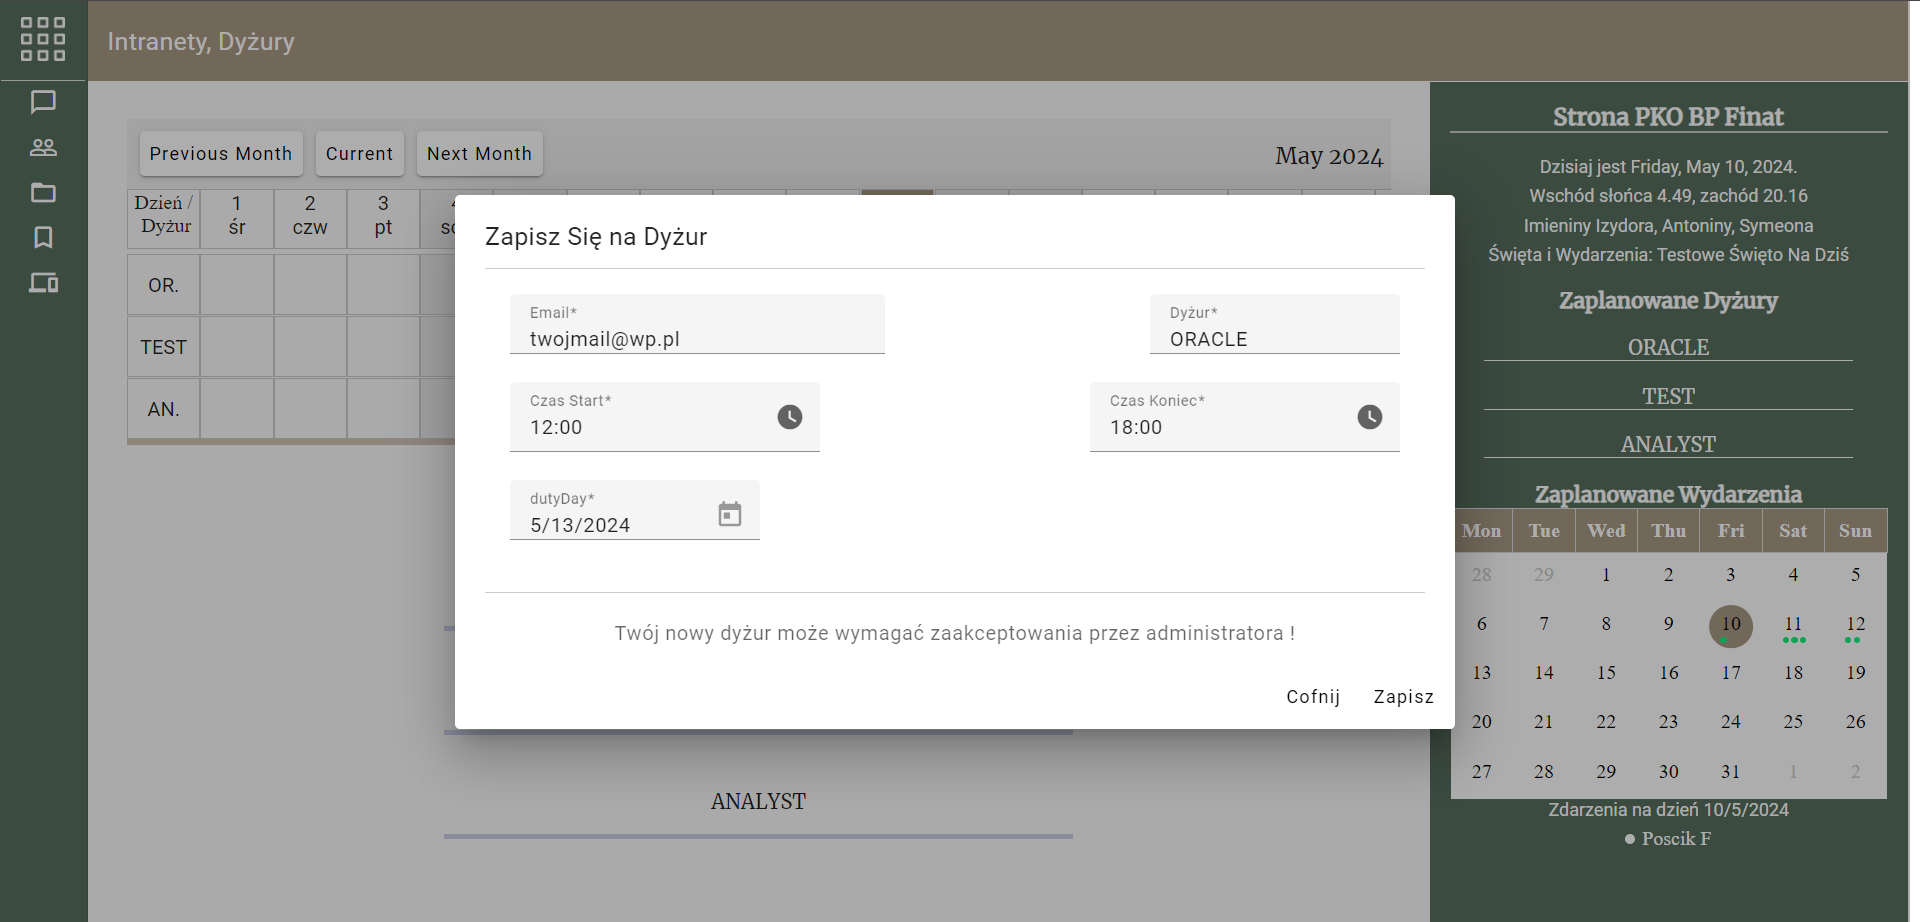 Intranety, Dyżury
Previous Month Current Next Month May 2024
Dzień / Dyżur 1 śr 2 czw 3 pt
OR.
TEST
AN.
ANALYST
Zapisz Się na Dyżur
Email*
twojmail@wp.pl
Dyżur*
ORACLE
Czas Start*
12:00
Czas Koniec*
18:00
dutyDay*
5/13/2024
Twój nowy dyżur może wymagać zaakceptowania przez administratora !
Cofnij Zapisz
Strona PKO BP Finat
Dzisiaj jest Friday, May 10, 2024.
Wschód słońca 4.49, zachód 20.16
Imieniny Izydora, Antoniny, Symeona
Święta i Wydarzenia: Testowe Święto Na Dziś
Zaplanowane Dyżury
ORACLE
TEST
ANALYST
Zaplanowane Wydarzenia
Mon Tue Wed Thu Fri Sat Sun
28 29 1 2 3 4 5
6 7 8 9 10 11 12
13 14 15 16 17 18 19
20 21 22 23 24 25 26
27 28 29 30 31 1 2
Zdarzenia na dzień 10/5/2024
Poscik F